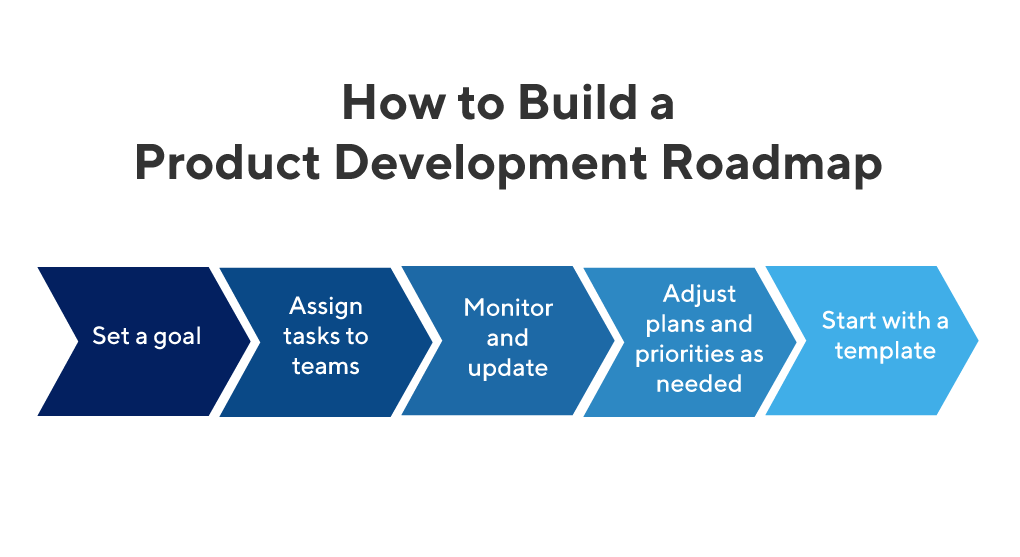 How to Build a
Product Development Roadmap
Set a goal
Assign
tasks to
teams
Monitor
and
update
Adjust
plans and
priorities as
needed
Start with a
template